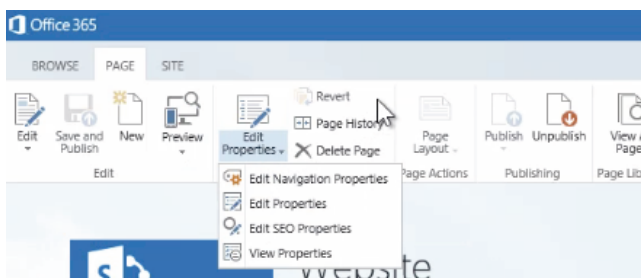 Office 365
BROWSE PAGE SITE
Edit
Save and Publish
New
Preview
Edit Properties
Revert
Page History
Delete Page
Page Layout
Publish
Unpublish
View
Page
Edit
Page Actions
Publishing
Page Lib
Edit Navigation Properties
Edit Properties
Edit SEO Properties
View Properties
Website